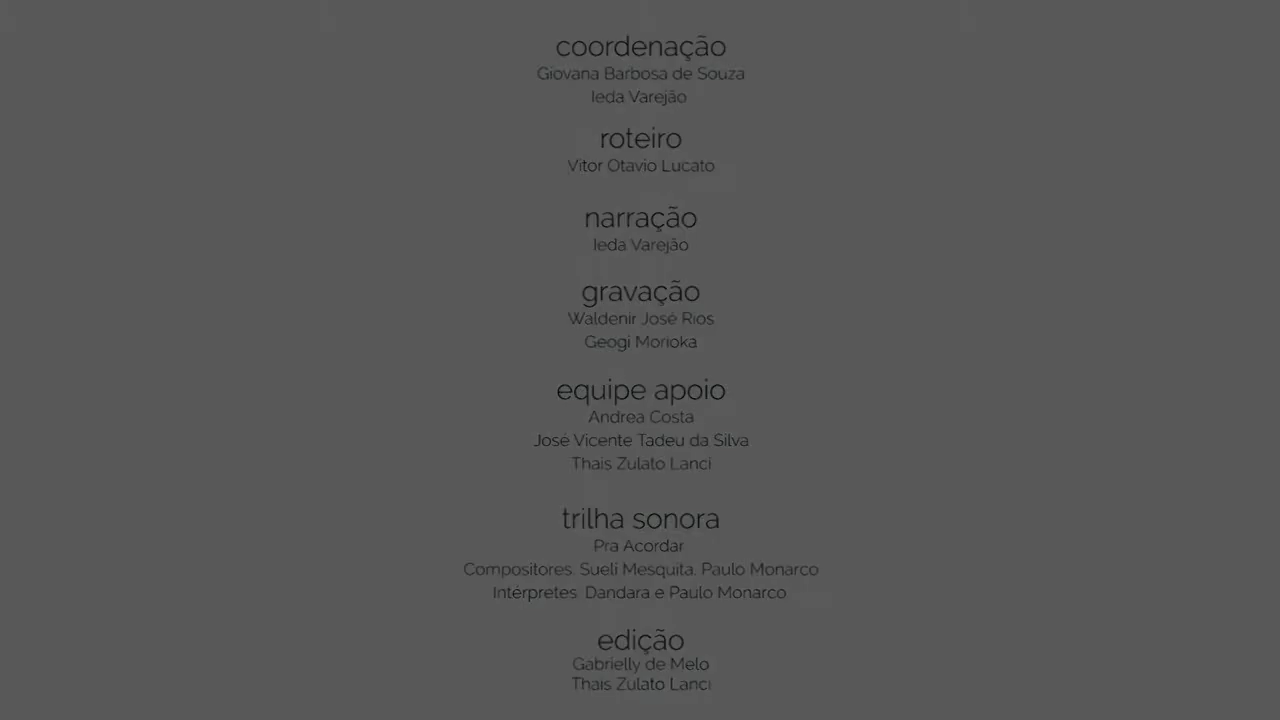 coordenação
Giovana Barbosa de Souza
Ieda Varejão
roteiro
Vitor Otavio Lucato
narração
Ieda Varejão
gravação
Waldenir José Rios
Geogi Morioka
equipe apoio
Andrea Costa
José Vicente Tadeu da Silva
Thais Zulato Lanci
trilha sonora
Pra Acordar
Compositores: Sueli Mesquita, Paulo Monarco
Intérpretes: Dandara e Paulo Monarco
edição
Gabrielly de Melo
Thais Zulato Lanci